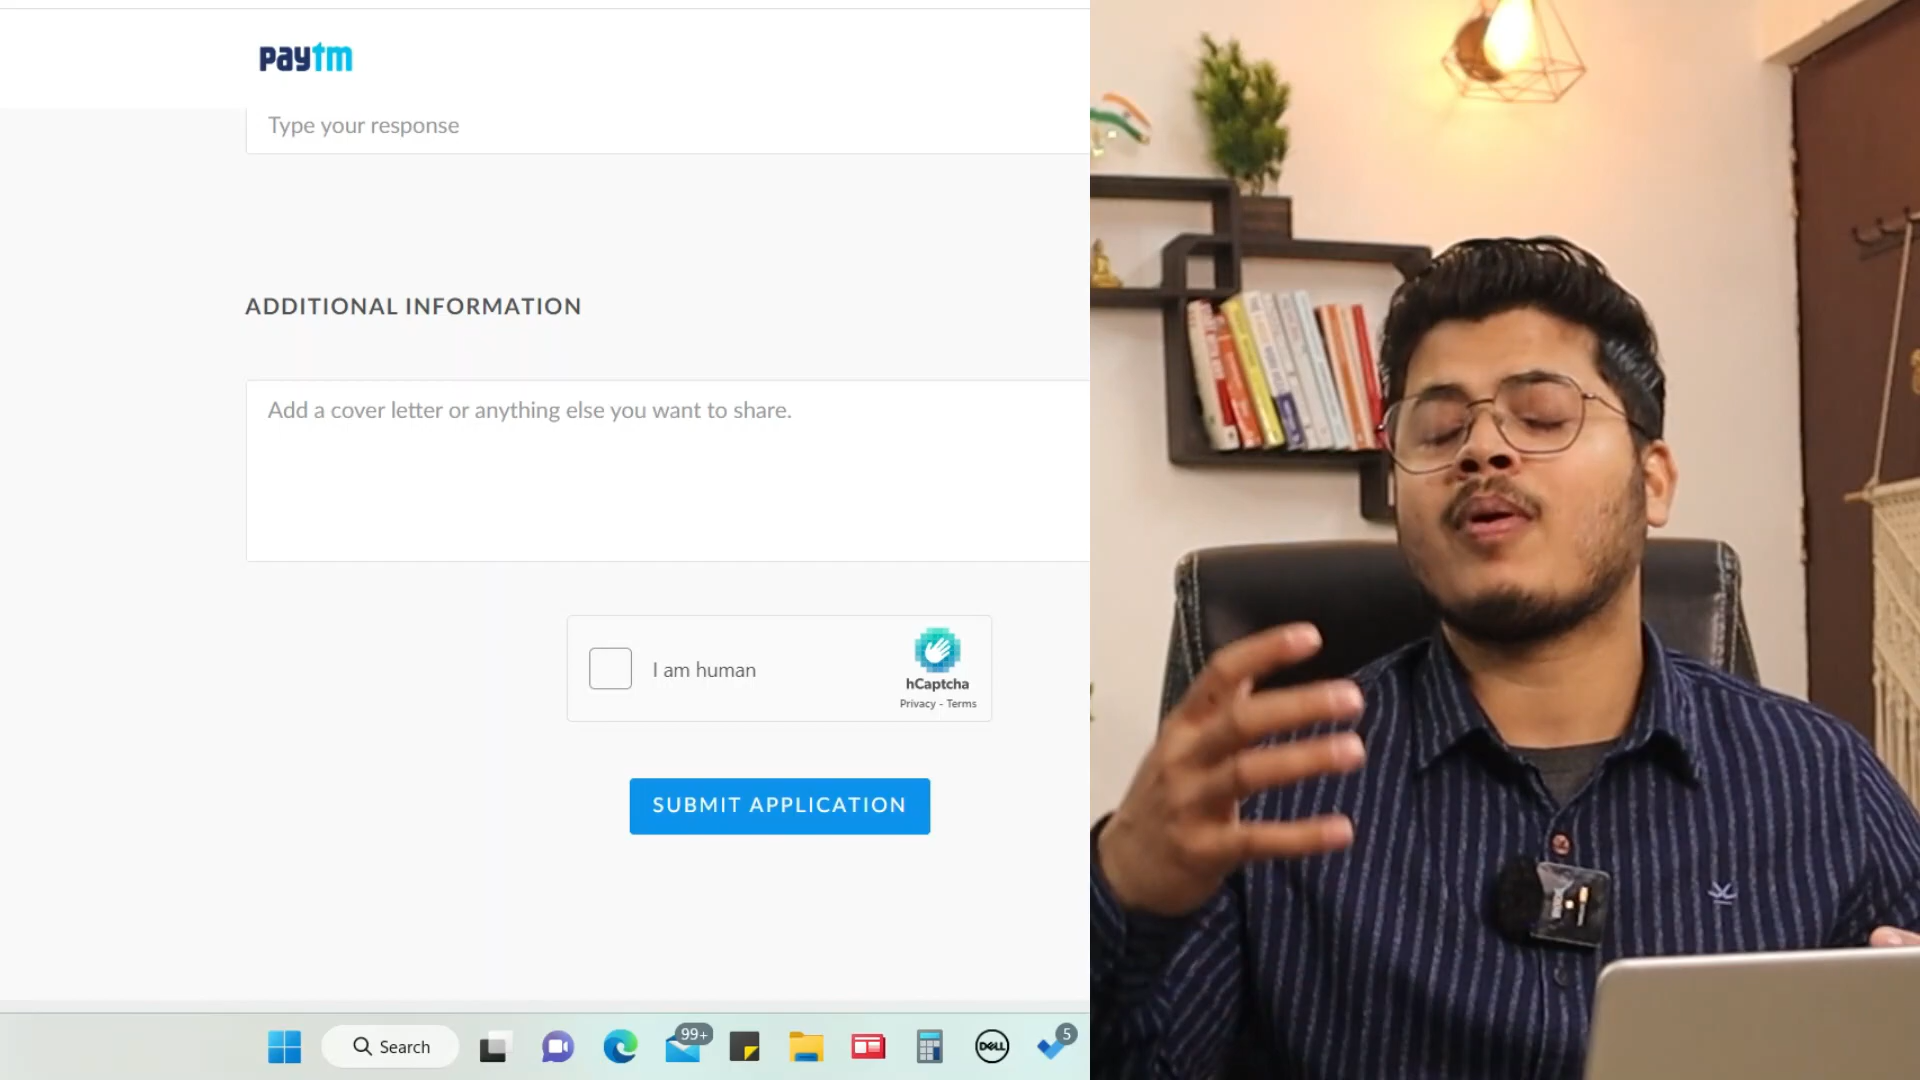 paytm
Type your response
ADDITIONAL INFORMATION
Add a cover letter or anything else you want to share.
I am human
hCaptcha
Privacy - Terms
SUBMIT APPLICATION
Search
99+
DELL
5